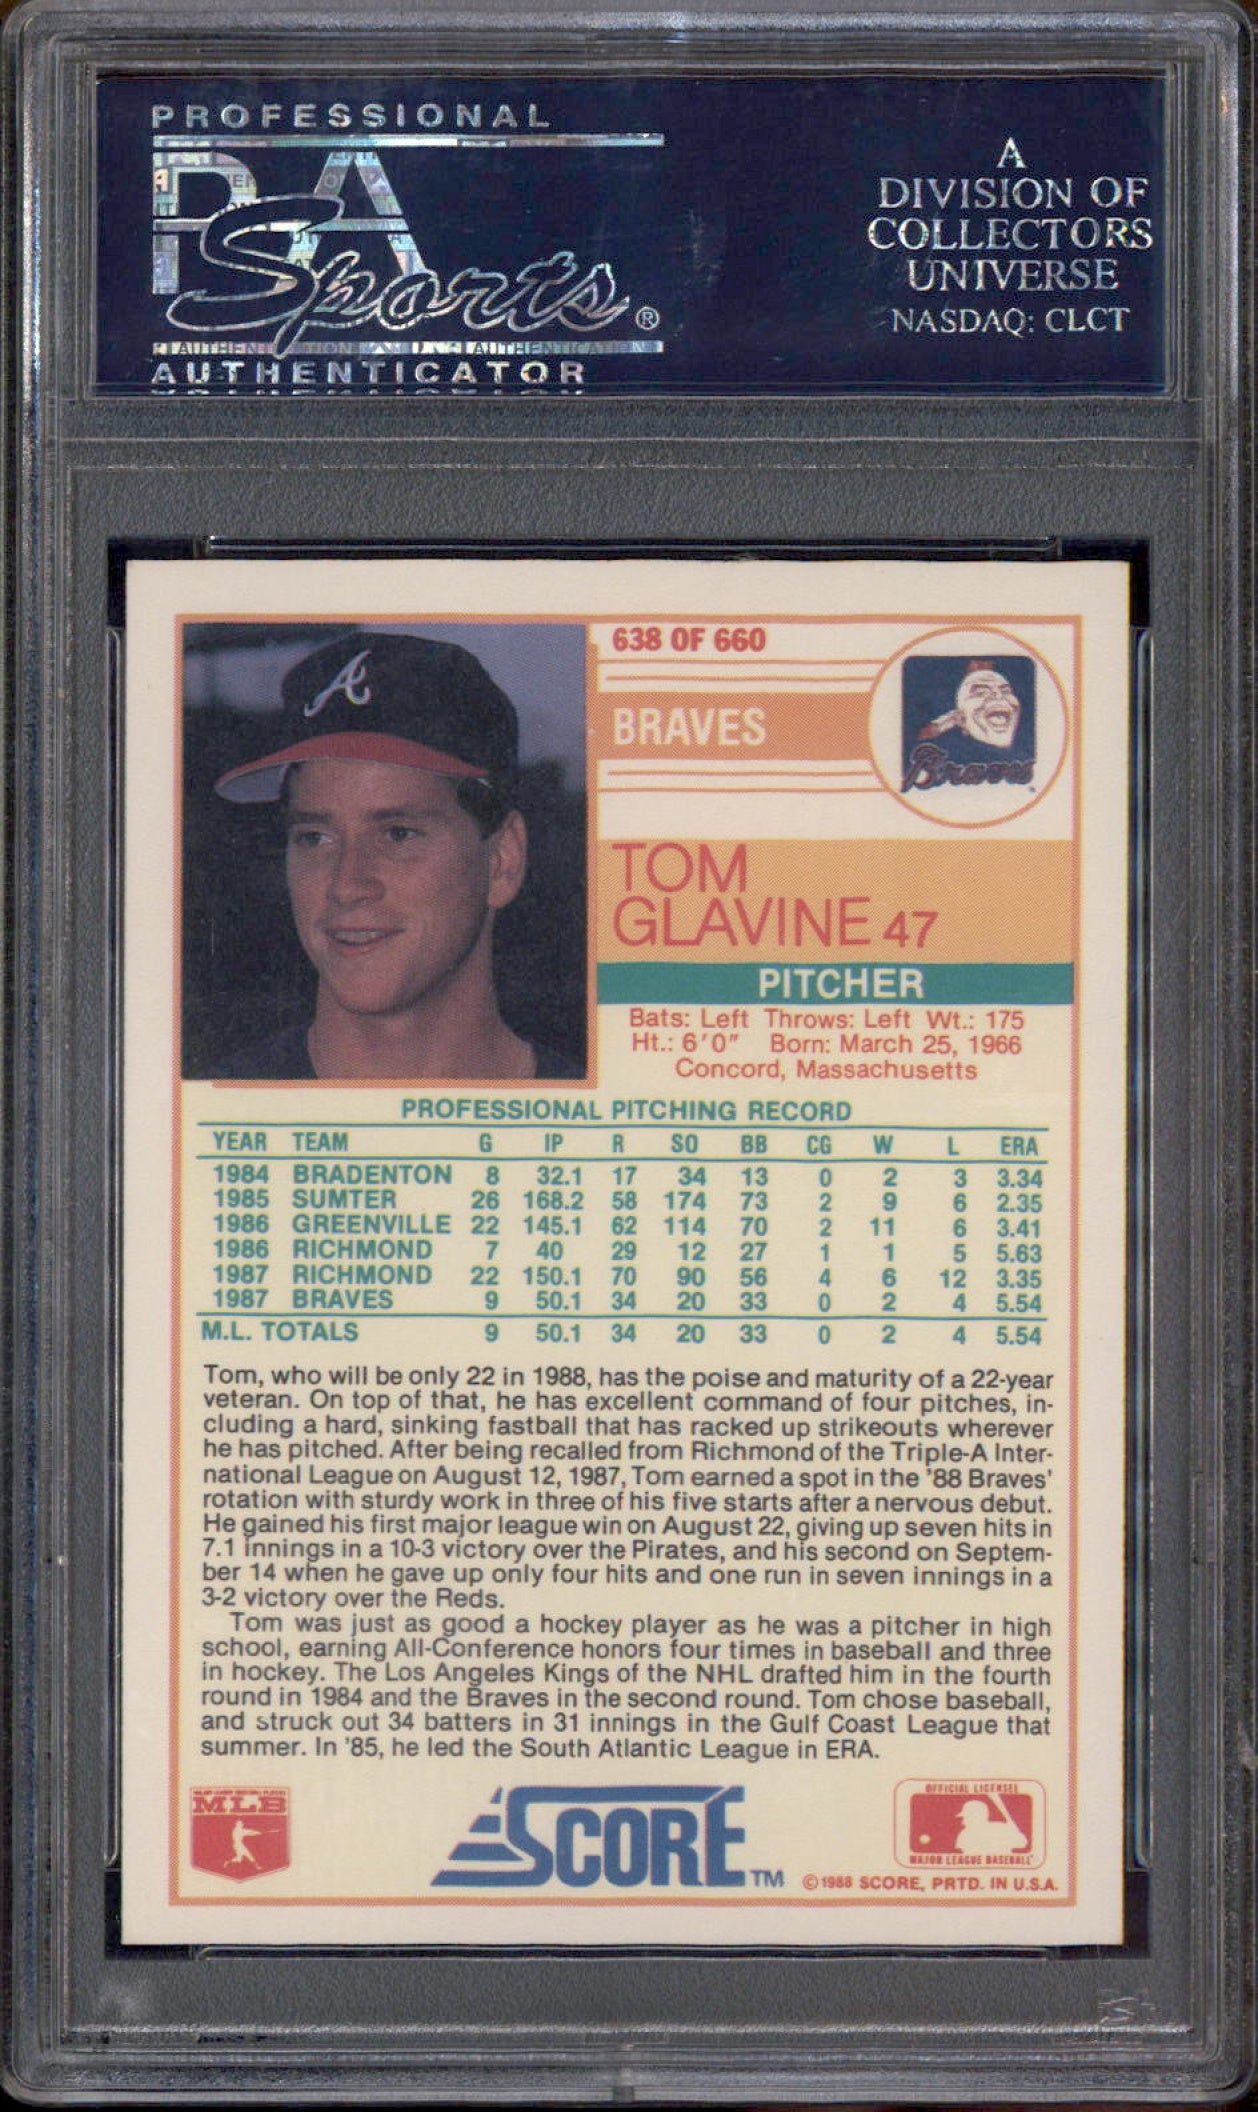 PROFESSIONAL
PSA
Sports®
AUTHENTICATOR
A
DIVISION OF
COLLECTORS
UNIVERSE
NASDAQ: CLCT
A
638 OF 660
BRAVES
Braves
TOM
GLAVINE 47
PITCHER
Bats: Left Throws: Left Wt.: 175
Ht.: 6'0" Born: March 25, 1966
Concord, Massachusetts
PROFESSIONAL PITCHING RECORD
YEAR TEAM G IP R SO BB CG W L ERA
1984 BRADENTON 8 32.1 17 34 13 0 2 3 3.34
1985 SUMTER 26 168.2 58 174 73 2 9 6 2.35
1986 GREENVILLE 22 145.1 62 114 70 2 11 6 3.41
1986 RICHMOND 7 40 29 12 27 1 1 5 5.63
1987 RICHMOND 22 150.1 70 90 56 4 6 12 3.35
1987 BRAVES 9 50.1 34 20 33 0 2 4 5.54
M.L. TOTALS 9 50.1 34 20 33 0 2 4 5.54
Tom, who will be only 22 in 1988, has the poise and maturity of a 22-year
veteran. On top of that, he has excellent command of four pitches, in-
cluding a hard, sinking fastball that has racked up strikeouts wherever
he has pitched. After being recalled from Richmond of the Triple-A Inter-
national League on August 12, 1987, Tom earned a spot in the '88 Braves'
rotation with sturdy work in three of his five starts after a nervous debut.
He gained his first major league win on August 22, giving up seven hits in
7.1 innings in a 10-3 victory over the Pirates, and his second on Septem-
ber 14 when he gave up only four hits and one run in seven innings in a
3-2 victory over the Reds.
Tom was just as good a hockey player as he was a pitcher in high
school, earning All-Conference honors four times in baseball and three
in hockey. The Los Angeles Kings of the NHL drafted him in the fourth
round in 1984 and the Braves in the second round. Tom chose baseball,
and struck out 34 batters in 31 innings in the Gulf Coast League that
summer. In '85, he led the South Atlantic League in ERA.
MLB
SCORE™
OFFICIAL LICENSEE
MAJOR LEAGUE BASEBALL
©1988 SCORE, PRTD. IN U.S.A.